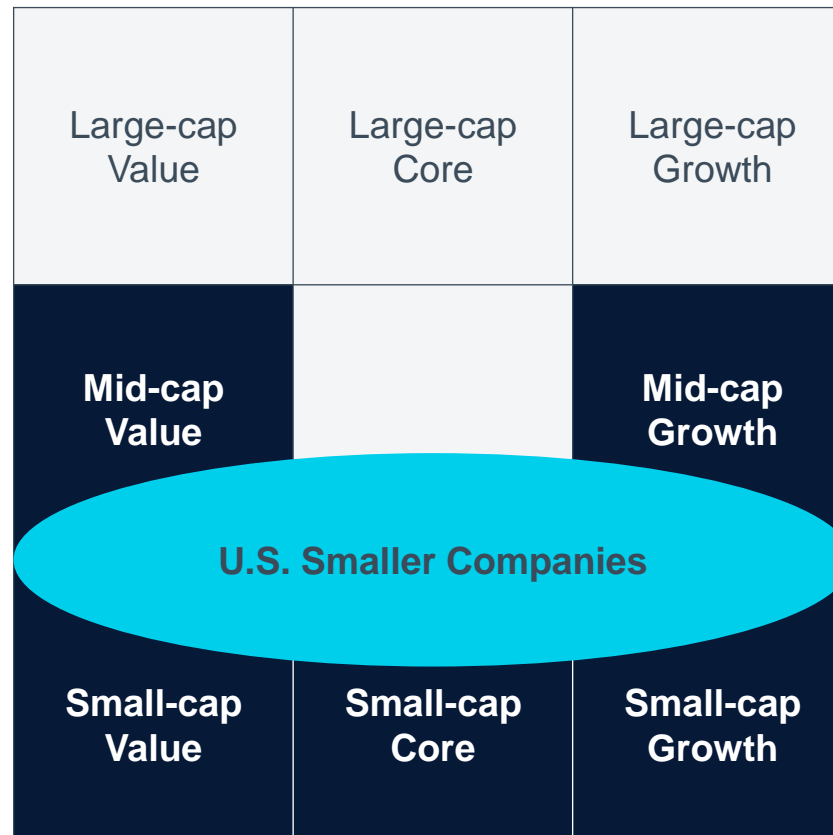 Large-cap
Value
Large-cap
Core
Large-cap
Growth
Mid-cap
Value
Mid-cap
Growth
U.S. Smaller Companies
Small-cap
Value
Small-cap
Core
Small-cap
Growth